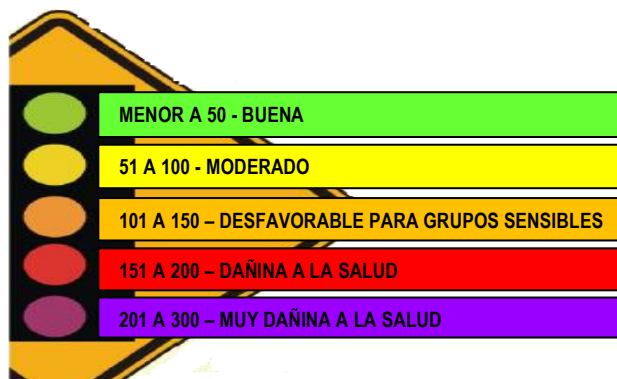 MENOR A 50 - BUENA
51 A 100 - MODERADO
101 A 150 – DESFAVORABLE PARA GRUPOS SENSIBLES
151 A 200 – DAÑINA A LA SALUD
201 A 300 – MUY DAÑINA A LA SALUD